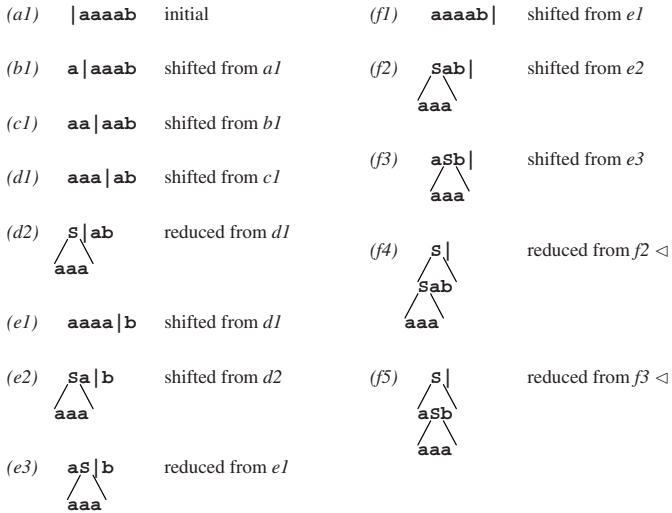 (a1) |aaaab initial
(b1) a|aaab shifted from a1
(c1) aa|aab shifted from b1
(d1) aaa|ab shifted from c1
(d2) S|ab reduced from d1
aaa
(e1) aaaa|b shifted from d1
(e2) Sa|b shifted from d2
aaa
(e3) aS|b reduced from e1
aaa
(f1) aaaab| shifted from e1
(f2) Sab| shifted from e2
aaa
(f3) aSb| shifted from e3
aaa
(f4) S| reduced from f2 ◁
Sab
aaa
(f5) S| reduced from f3 ◁
aSb
aaa